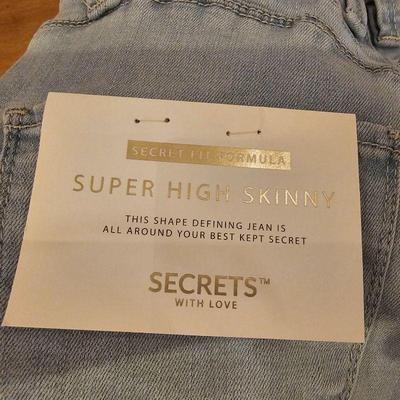 SECRET FIT FORMULA
SUPER HIGH SKINNY
THIS SHAPE DEFINING JEAN IS
ALL AROUND YOUR BEST KEPT SECRET
SECRETS™
WITH LOVE